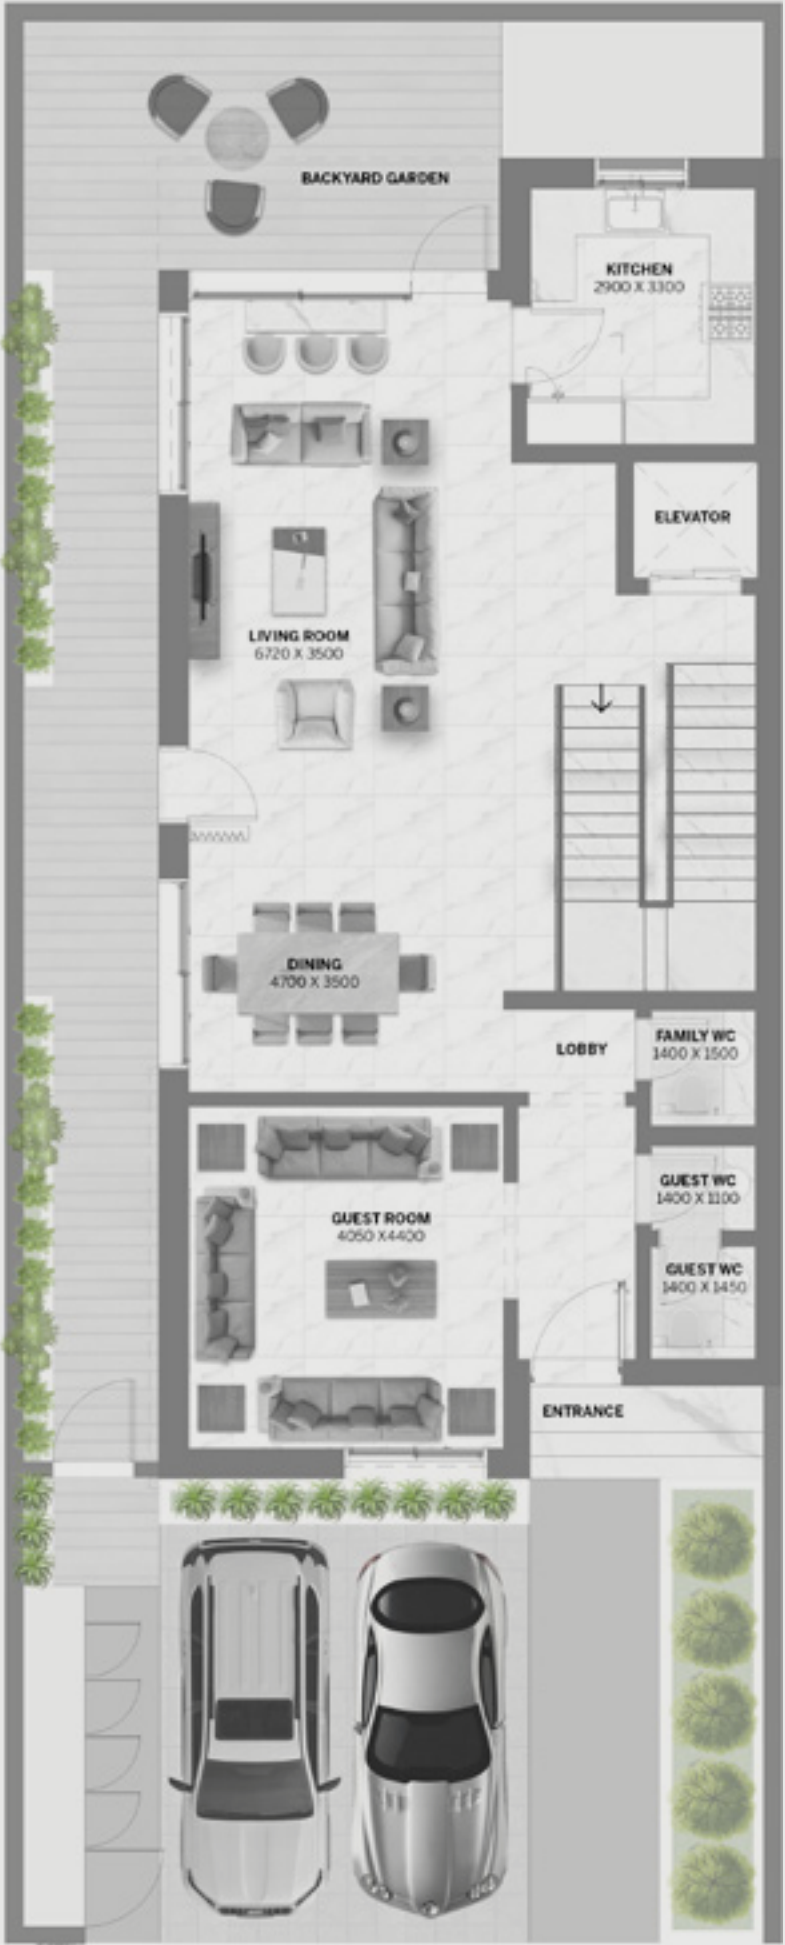 BACKYARD GARDEN
KITCHEN
2900 X 3300
ELEVATOR
LIVING ROOM
6720 X 3500
DINING
4700 X 3500
LOBBY
FAMILY WC
1400 X 1500
GUEST WC
1400 X 1100
GUEST ROOM
4050 X4400
GUEST WC
1400 X 1450
ENTRANCE